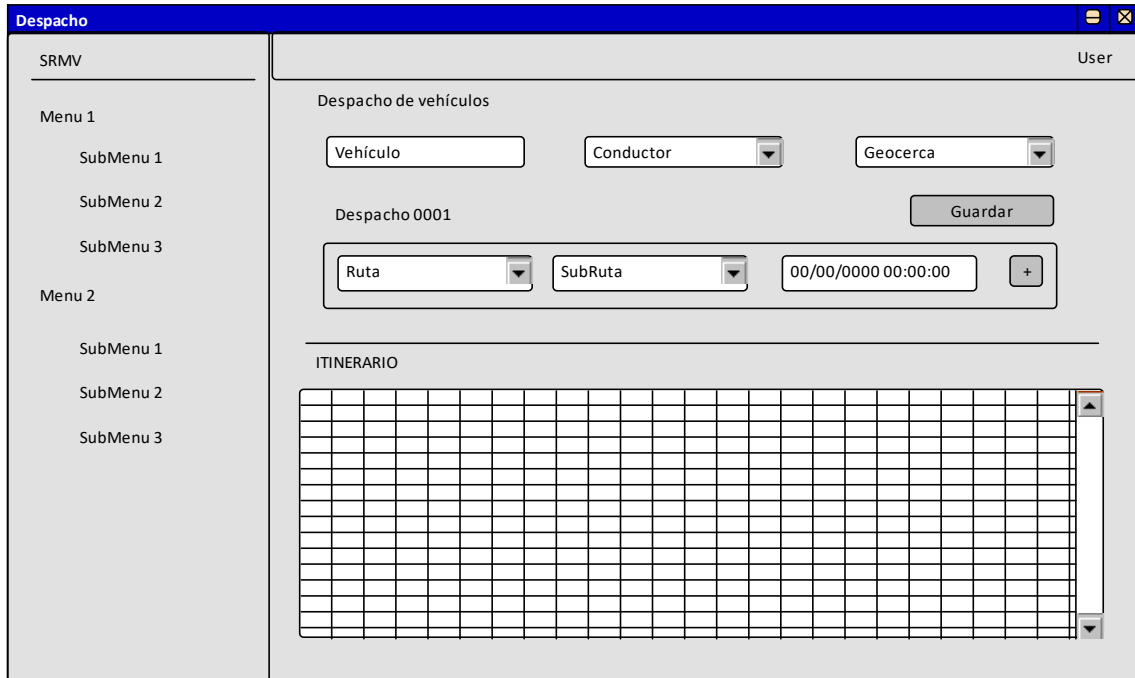 Despacho
SRMV
User
Menu 1
SubMenu 1
SubMenu 2
SubMenu 3
Menu 2
SubMenu 1
SubMenu 2
SubMenu 3
Despacho de vehículos
Vehículo
Conductor
Geocerca
Despacho 0001
Guardar
Ruta
SubRuta
00/00/0000 00:00:00
+
ITINERARIO